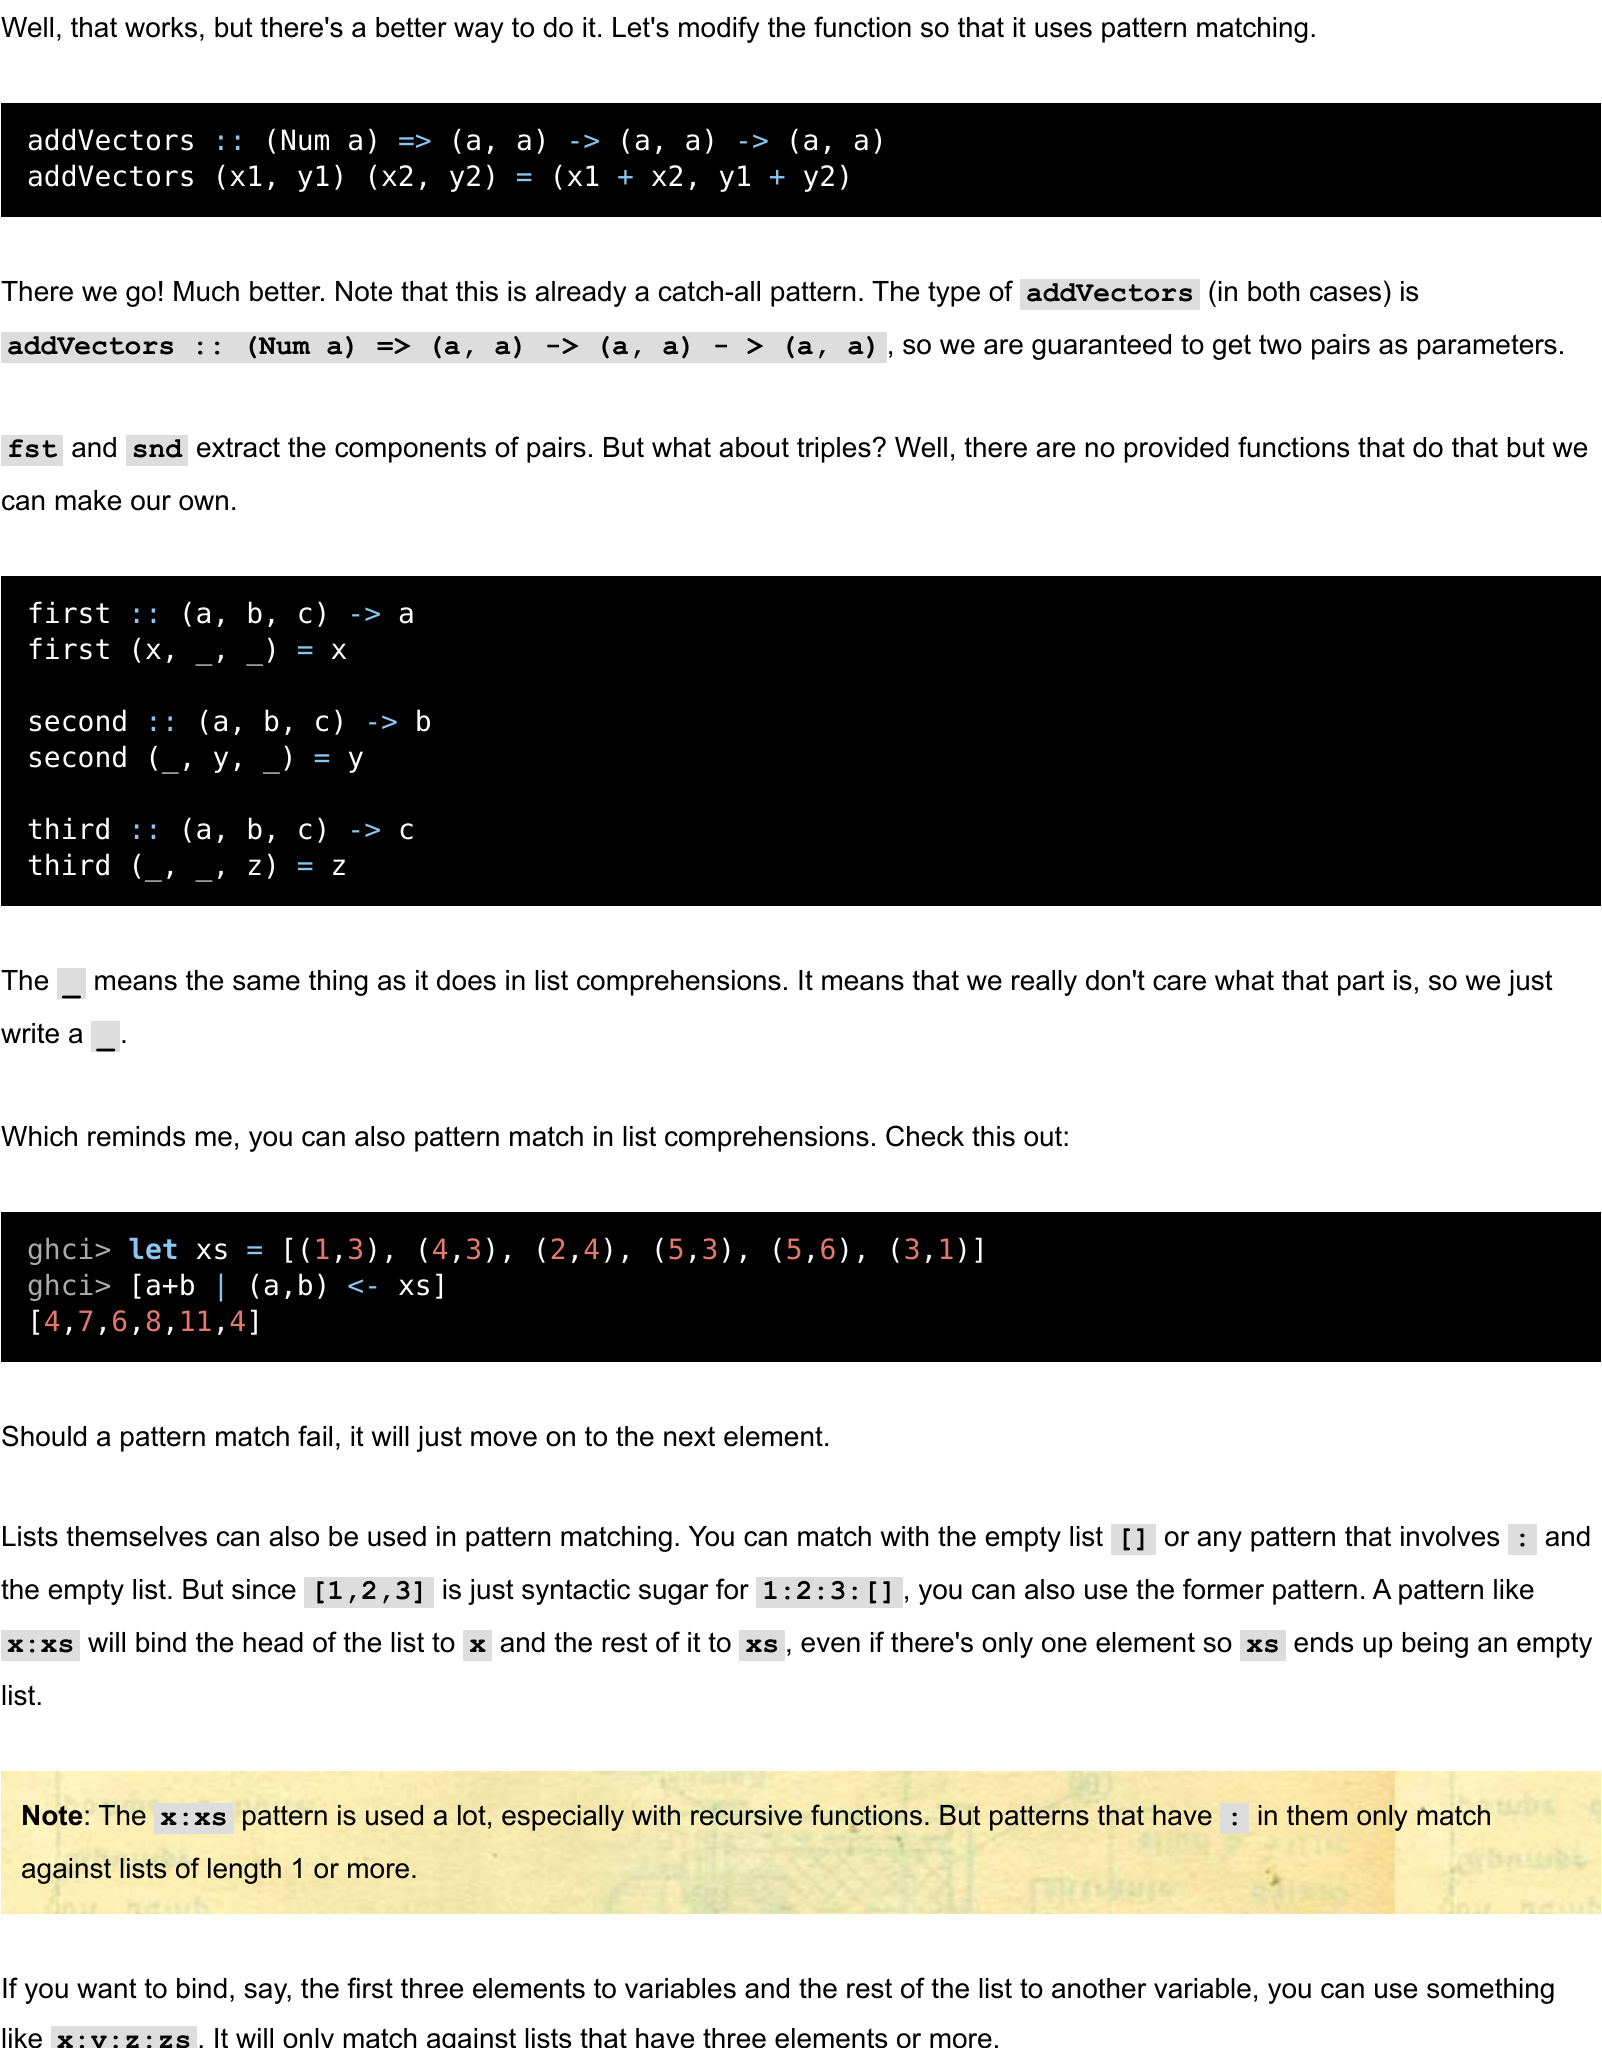 Well, that works, but there's a better way to do it. Let's modify the function so that it uses pattern matching.
addVectors :: (Num a) => (a, a) -> (a, a) -> (a, a)
addVectors (x1, y1) (x2, y2) = (x1 + x2, y1 + y2)
There we go! Much better. Note that this is already a catch-all pattern. The type of addVectors (in both cases) is
addVectors :: (Num a) => (a, a) -> (a, a) - > (a, a) , so we are guaranteed to get two pairs as parameters.
fst and snd extract the components of pairs. But what about triples? Well, there are no provided functions that do that but we
can make our own.
first :: (a, b, c) -> a
first (x, _, _) = x
second :: (a, b, c) -> b
second (_, y, _) = y
third :: (a, b, c) -> c
third (_, _, z) = z
The _ means the same thing as it does in list comprehensions. It means that we really don't care what that part is, so we just
write a _.
Which reminds me, you can also pattern match in list comprehensions. Check this out:
ghci> let xs = [(1,3), (4,3), (2,4), (5,3), (5,6), (3,1)]
ghci> [a+b | (a,b) <- xs]
[4,7,6,8,11,4]
Should a pattern match fail, it will just move on to the next element.
Lists themselves can also be used in pattern matching. You can match with the empty list [] or any pattern that involves : and
the empty list. But since [1,2,3] is just syntactic sugar for 1:2:3:[], you can also use the former pattern. A pattern like
x:xs will bind the head of the list to x and the rest of it to xs, even if there's only one element so xs ends up being an empty
list.
Note: The x:xs pattern is used a lot, especially with recursive functions. But patterns that have : in them only match
against lists of length 1 or more.
If you want to bind, say, the first three elements to variables and the rest of the list to another variable, you can use something
like x:y:z:zs. It will only match against lists that have three elements or more.